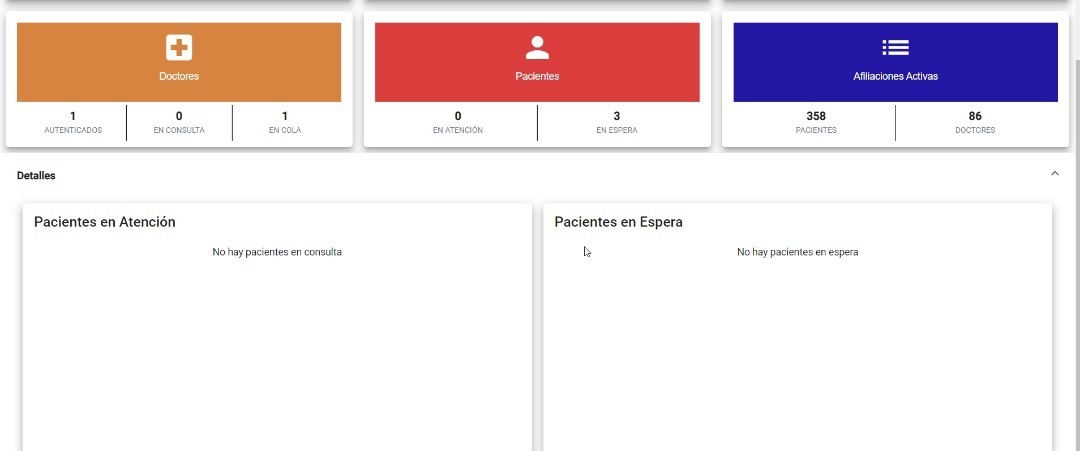 Doctores
1
AUTENTICADOS
0
EN CONSULTA
1
EN COLA
Pacientes
0
EN ATENCIÓN
3
EN ESPERA
Afiliaciones Activas
358
PACIENTES
86
DOCTORES
Detalles
Pacientes en Atención
No hay pacientes en consulta
Pacientes en Espera
No hay pacientes en espera